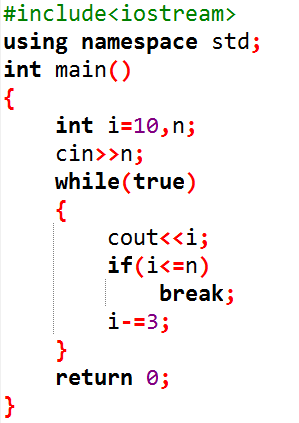 #include<iostream>
using namespace std;
int main()
{
    int i=10,n;
    cin>>n;
    while(true)
    {
        cout<<i;
        if(i<=n)
            break;
        i-=3;
    }
    return 0;
}